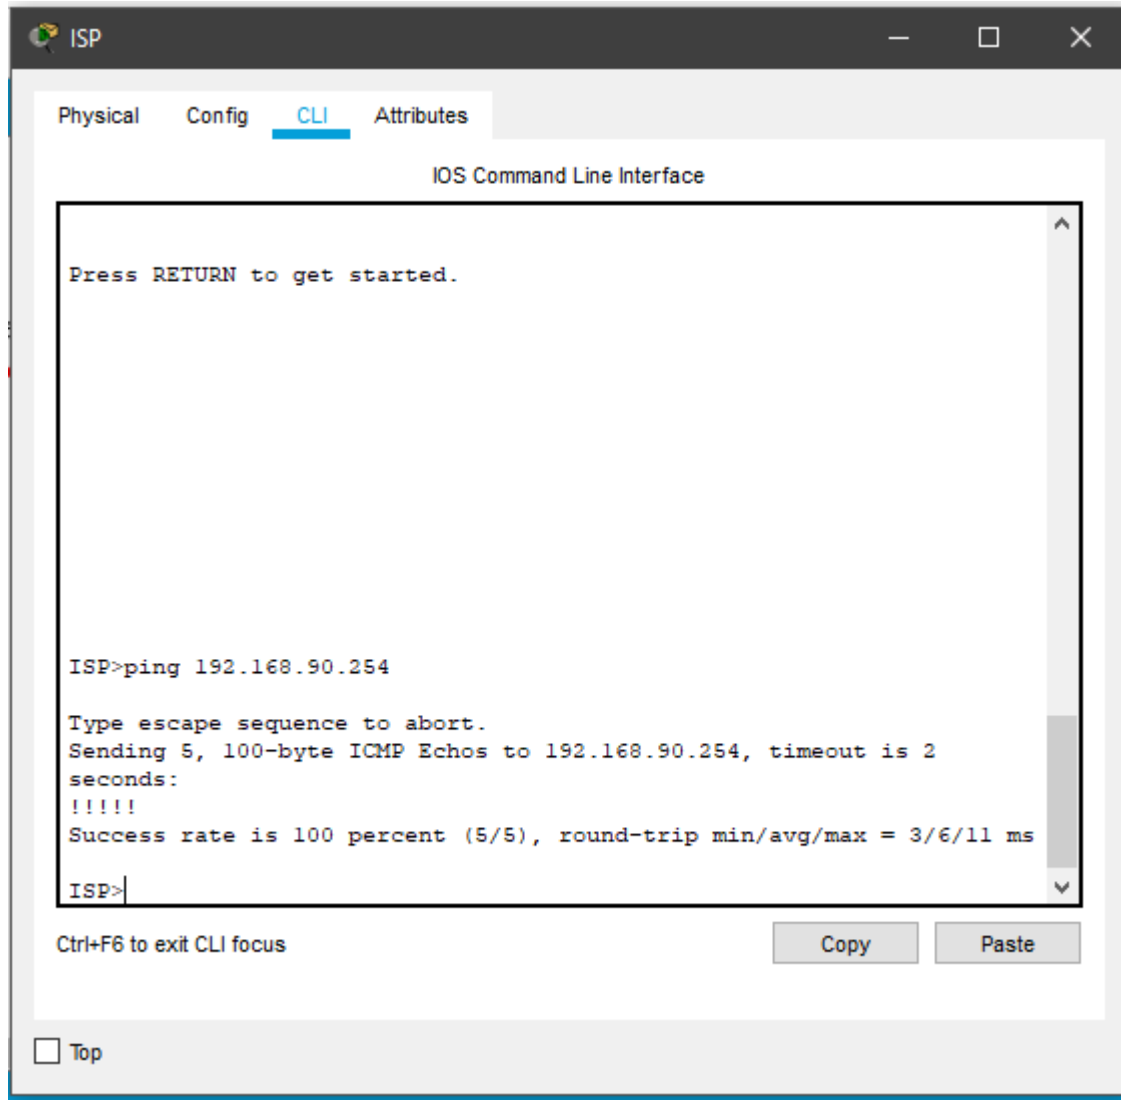 ISP
Physical Config CLI Attributes
IOS Command Line Interface
Press RETURN to get started.
ISP>ping 192.168.90.254
Type escape sequence to abort.
Sending 5, 100-byte ICMP Echos to 192.168.90.254, timeout is 2
seconds:
!!!!!
Success rate is 100 percent (5/5), round-trip min/avg/max = 3/6/11 ms
ISP>
Ctrl+F6 to exit CLI focus
Copy Paste
Top